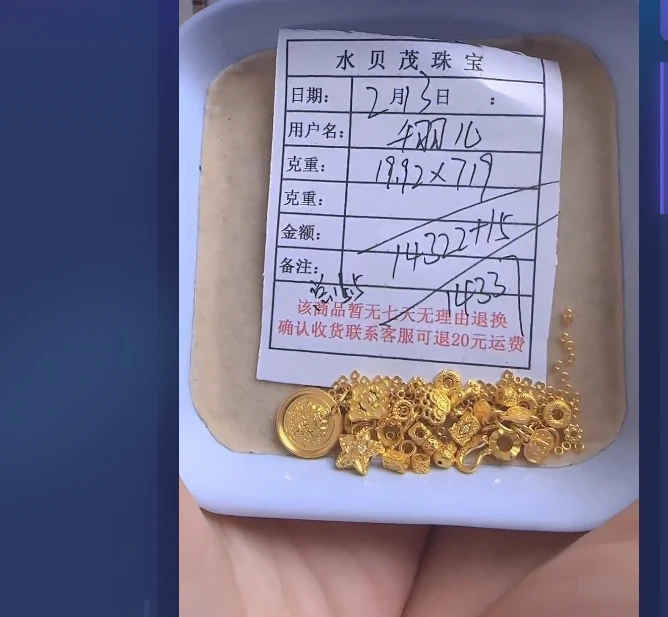 水贝茂珠宝
日期: 2月13日 :
用户名:
克重: 19.92×719
克重:
金额: 14322+15
备注: 14337
该商品暂无七天无理由退换
确认收货联系客服可退20元运费